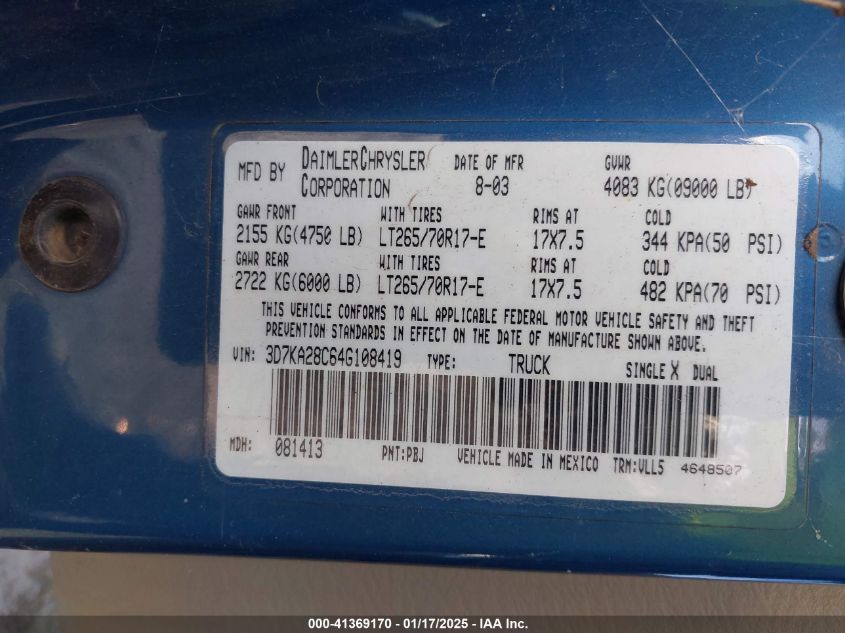 MFD BY DAIMLERCHRYSLER CORPORATION DATE OF MFR 8-03 GVWR 4083 KG(09000 LB)
GAWR FRONT WITH TIRES RIMS AT COLD
2155 KG(4750 LB) LT265/70R17-E 17X7.5 344 KPA(50 PSI)
GAWR REAR WITH TIRES RIMS AT COLD
2722 KG(6000 LB) LT265/70R17-E 17X7.5 482 KPA(70 PSI)
THIS VEHICLE CONFORMS TO ALL APPLICABLE FEDERAL MOTOR VEHICLE SAFETY AND THEFT
PREVENTION STANDARDS IN EFFECT ON THE DATE OF MANUFACTURE SHOWN ABOVE.
VIN: 3D7KA28C64G108419 TYPE: TRUCK SINGLE X DUAL
MDH: 081413 PNT:PBJ VEHICLE MADE IN MEXICO TRM:VLL5 4648507
000-41369170 - 01/17/2025 - IAA Inc.